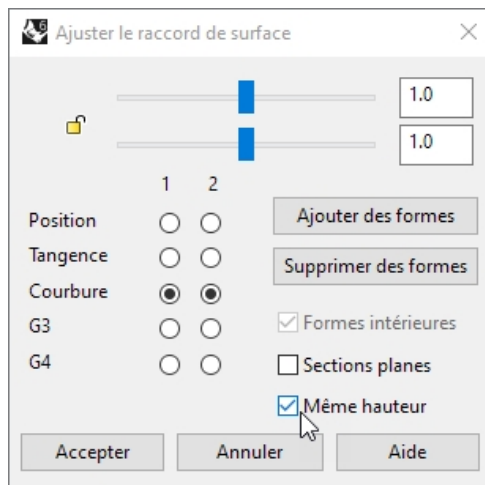 Ajuster le raccord de surface
1.0
1.0
1 2
Position
Tangence
Courbure
G3
G4
Ajouter des formes
Supprimer des formes
Formes intérieures
Sections planes
Même hauteur
Accepter Annuler Aide